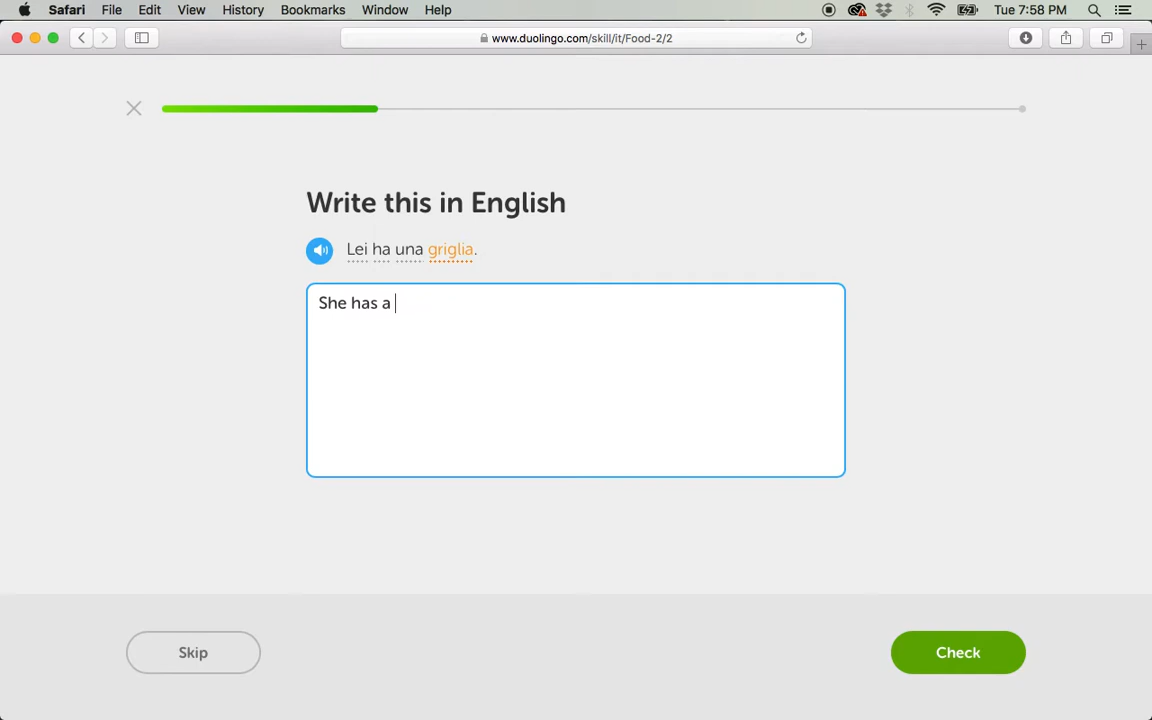 Safari File Edit View History Bookmarks Window Help Tue 7:58 PM
www.duolingo.com/skill/it/Food-2/2
Write this in English
Lei ha una griglia.
She has a
Skip
Check